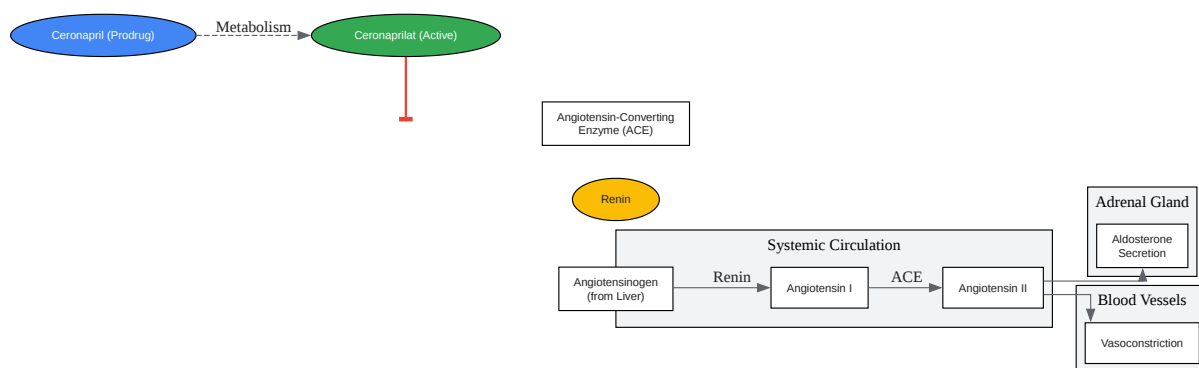 Ceronapril (Prodrug)
Metabolism
Ceronaprilat (Active)
Angiotensin-Converting
Enzyme (ACE)
Renin
Adrenal Gland
Aldosterone
Secretion
Systemic Circulation
Angiotensinogen
(from Liver)
Renin
Angiotensin I
ACE
Angiotensin II
Blood Vessels
Vasoconstriction